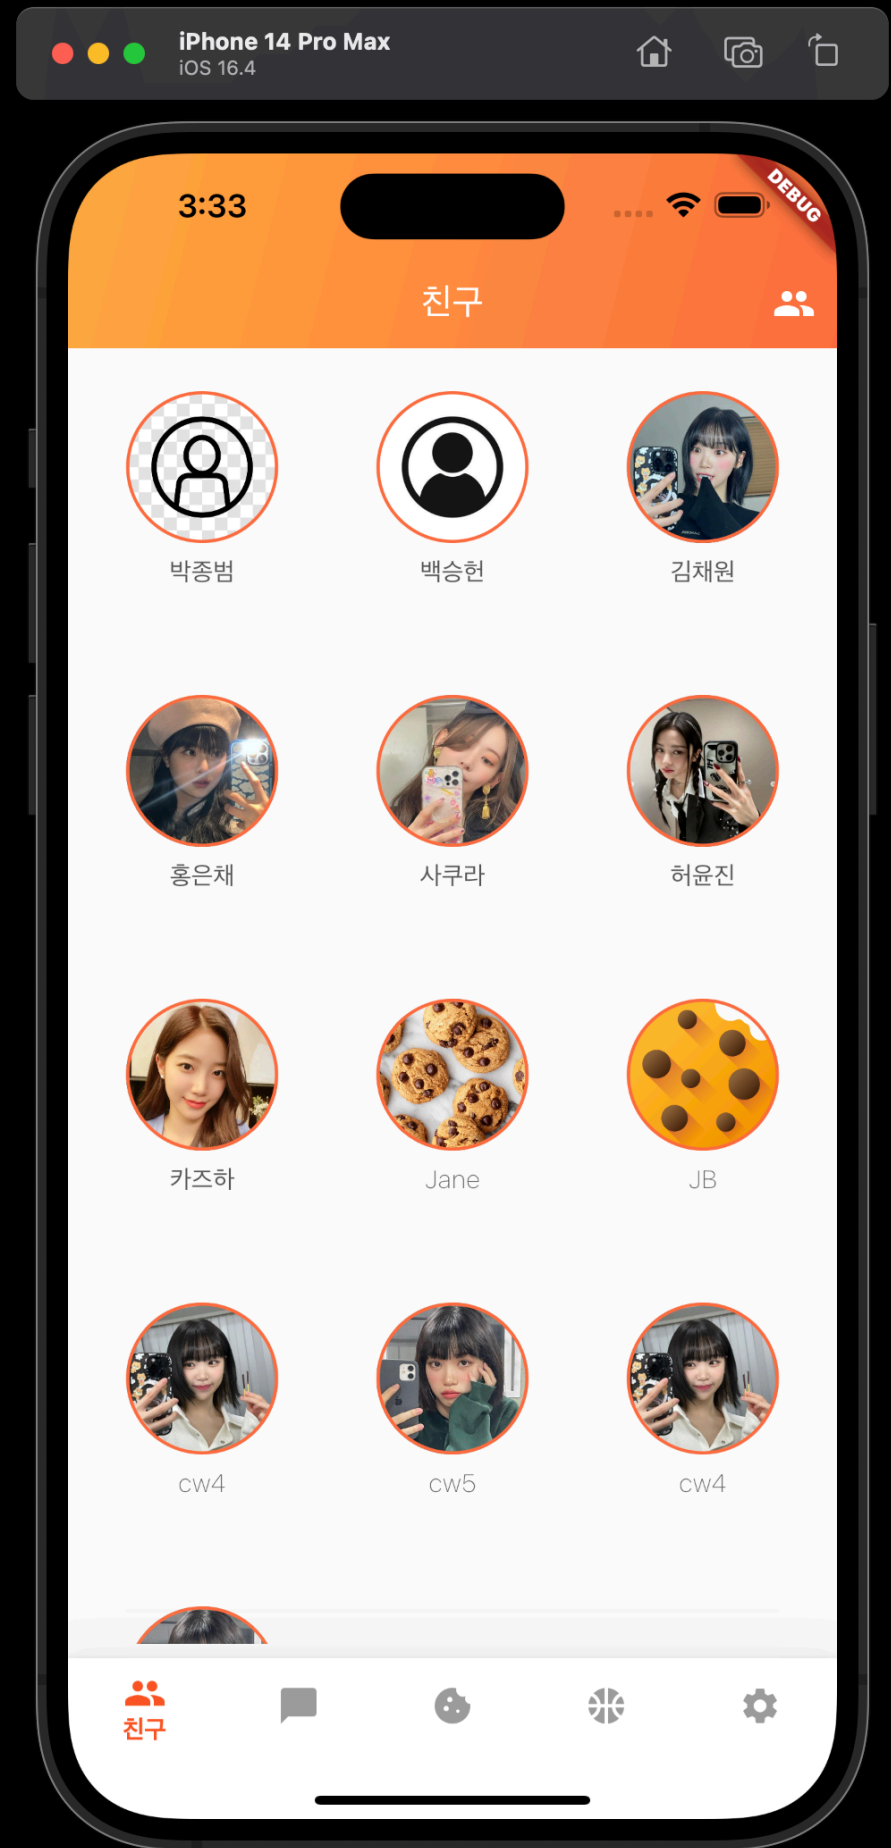 iPhone 14 Pro Max
iOS 16.4
3:33
DEBUG
친구
박종범
백승헌
김채원
홍은채
사쿠라
허윤진
카즈하
Jane
JB
cw4
cw5
cw4
친구